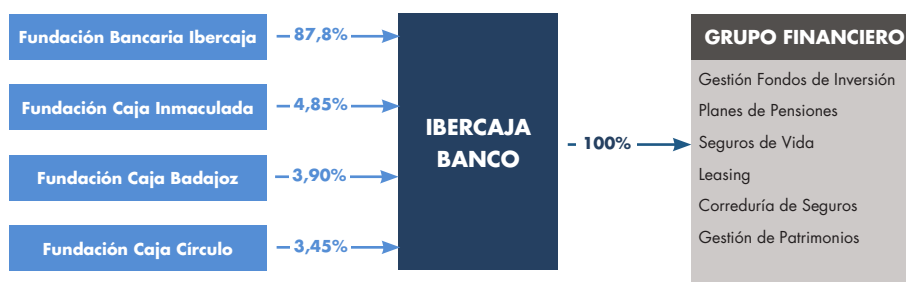 Fundación Bancaria Ibercaja
87,8%
Fundación Caja Inmaculada
4,85%
Fundación Caja Badajoz
3,90%
Fundación Caja Círculo
3,45%
IBERCAJA
BANCO
100%
GRUPO FINANCIERO
Gestión Fondos de Inversión
Planes de Pensiones
Seguros de Vida
Leasing
Correduría de Seguros
Gestión de Patrimonios